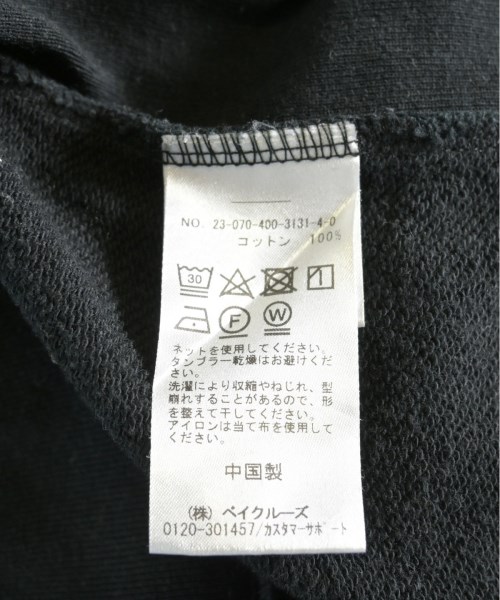 NO. 23-070-400-3131-4-0
コットン 100%
30
F W
ネットを使用してください。
タンブラー乾燥はお避けくだ
さい。
洗濯により収縮やねじれ、型
崩れすることがあるので、形
を整えて干してください。
アイロンは当て布を使用して
ください。
中国製
(株) ベイクルーズ
0120-301457/カスタマーサポート